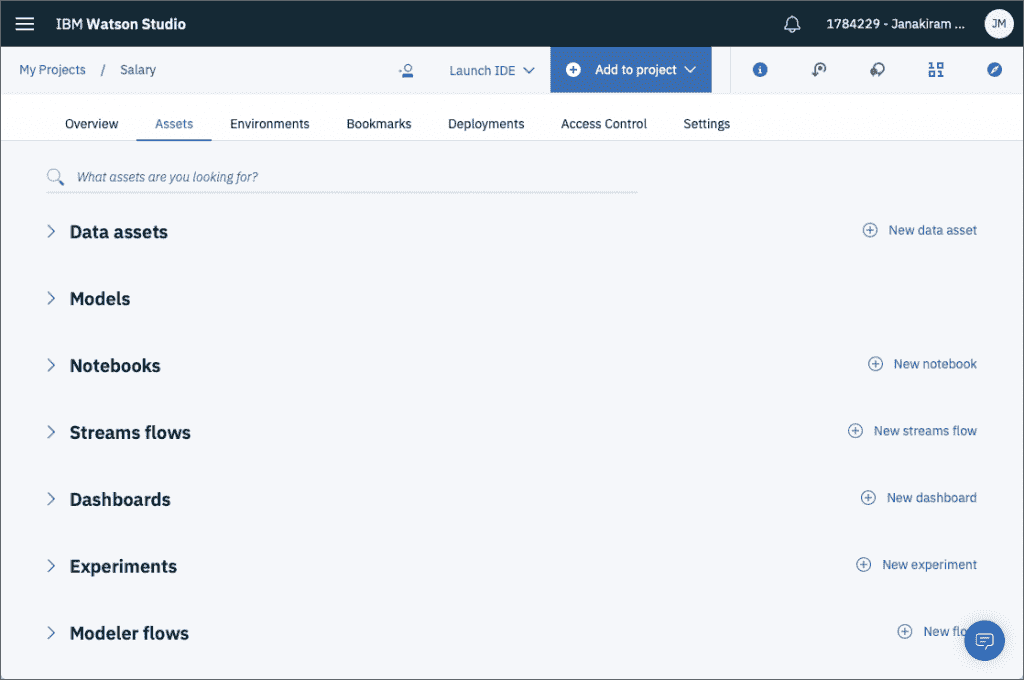 IBM Watson Studio 1784229 - Janakiram ... JM
My Projects / Salary Launch IDE Add to project
Overview Assets Environments Bookmarks Deployments Access Control Settings
What assets are you looking for?
Data assets New data asset
Models
Notebooks New notebook
Streams flows New streams flow
Dashboards New dashboard
Experiments New experiment
Modeler flows New